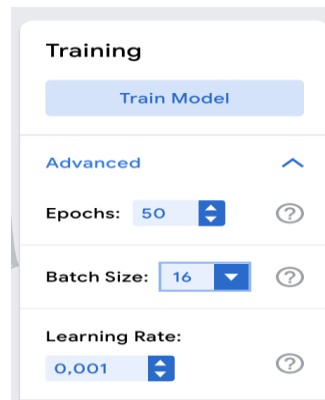 Training
Train Model
Advanced
Epochs: 50 ?
Batch Size: 16 ?
Learning Rate:
0,001 ?